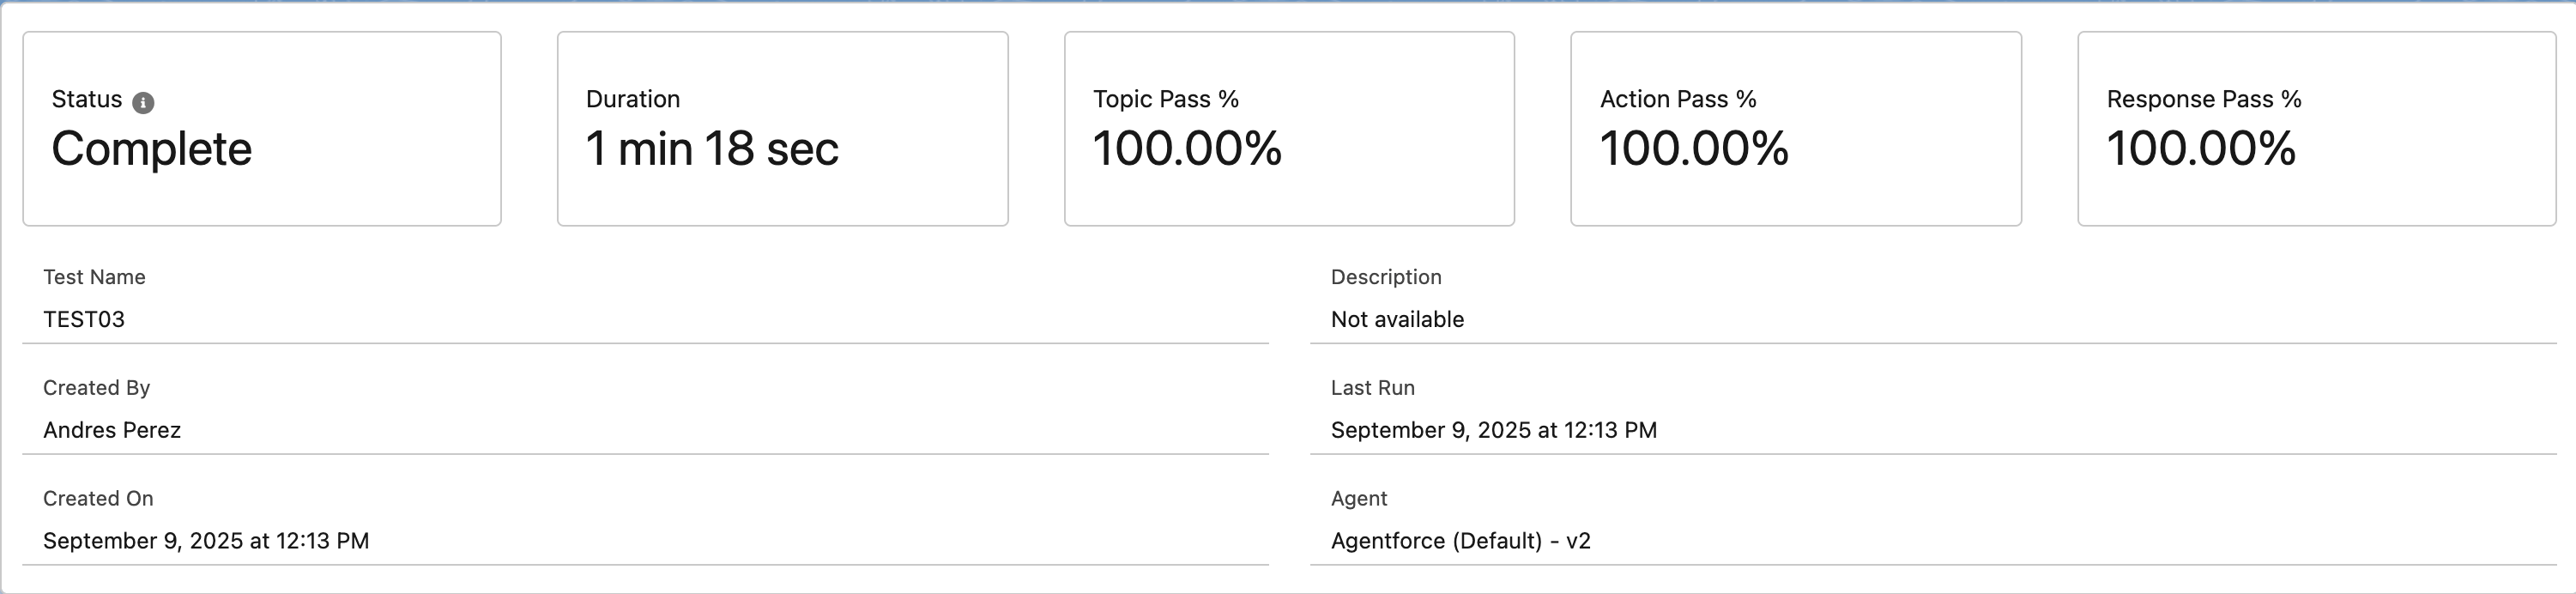 Status
Complete
Duration
1 min 18 sec
Topic Pass %
100.00%
Action Pass %
100.00%
Response Pass %
100.00%
Test Name
TEST03
Description
Not available
Created By
Andres Perez
Last Run
September 9, 2025 at 12:13 PM
Created On
September 9, 2025 at 12:13 PM
Agent
Agentforce (Default) - v2